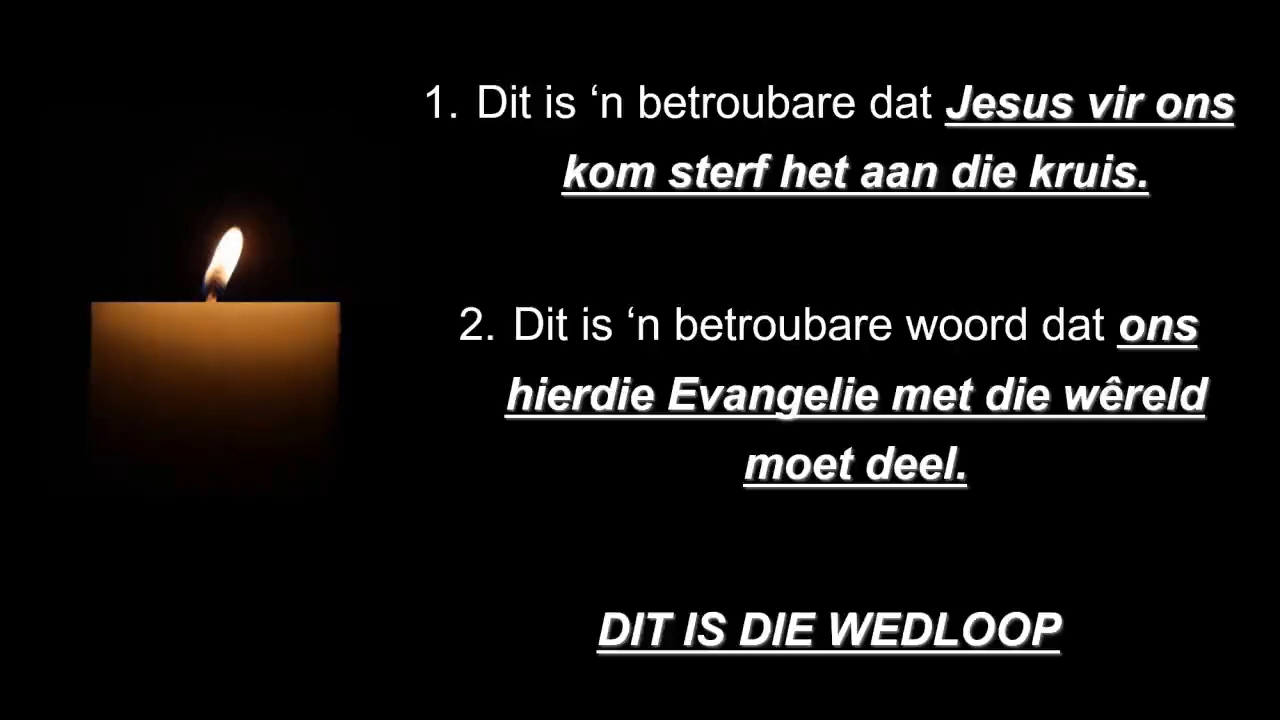 1. Dit is ‘n betroubare dat Jesus vir ons
kom sterf het aan die kruis.
2. Dit is ‘n betroubare woord dat ons
hierdie Evangelie met die wêreld
moet deel.
DIT IS DIE WEDLOOP